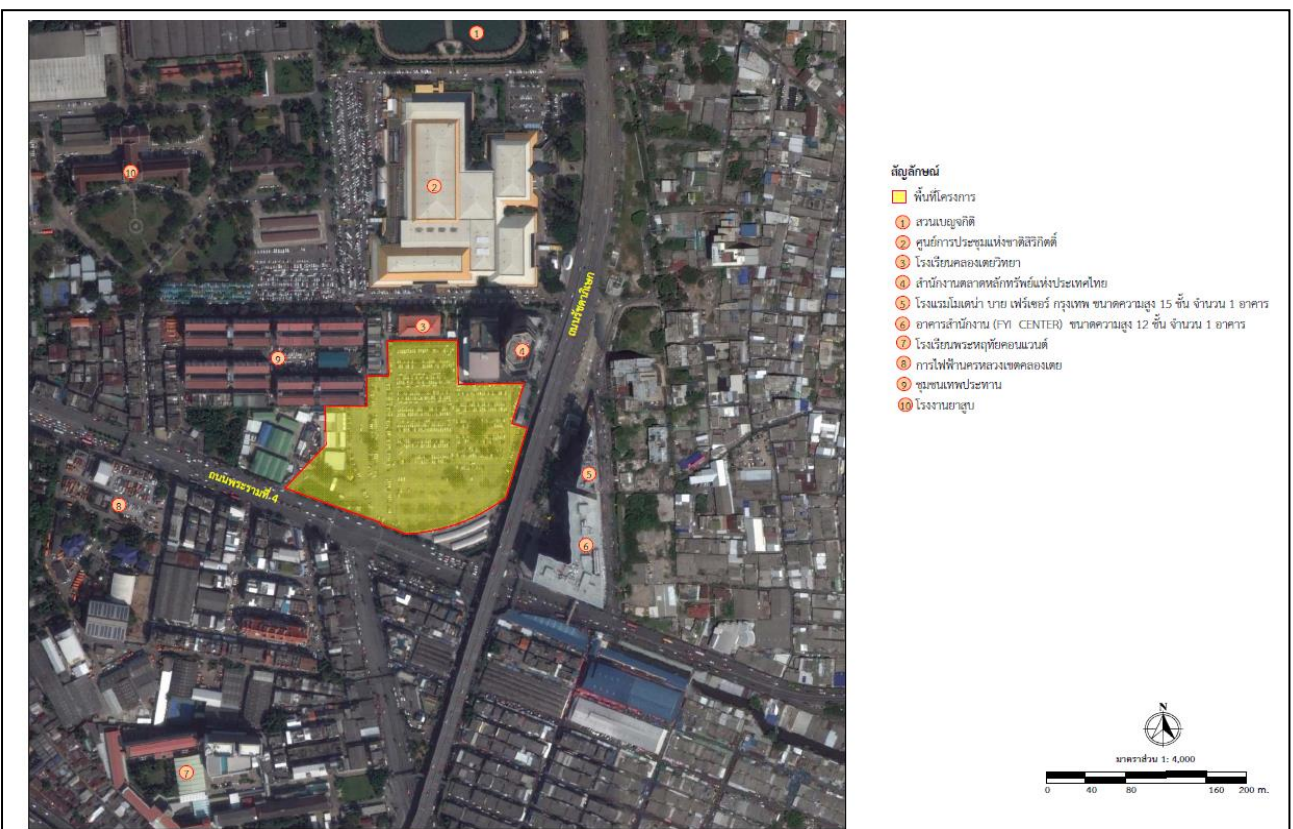 1
2
3
4
5
6
7
8
9
10
ถนนรัชดาภิเษก
ถนนพระรามที่ 4
สัญลักษณ์
พื้นที่โครงการ
1 สวนเบญจกิติ
2 ศูนย์การประชุมแห่งชาติสิริกิตติ์
3 โรงเรียนคลองเตยวิทยา
4 สำนักงานตลาดหลักทรัพย์แห่งประเทศไทย
5 โรงแรมโมเดน่า บาย เฟร์เซอร์ กรุงเทพ ขนาดความสูง 15 ชั้น จำนวน 1 อาคาร
6 อาคารสำนักงาน (FYI CENTER) ขนาดความสูง 12 ชั้น จำนวน 1 อาคาร
7 โรงเรียนพระหฤทัยคอนแวนต์
8 การไฟฟ้านครหลวงเขตคลองเตย
9 ชุมชนเทพประทาน
10 โรงงานยาสูบ
N
มาตราส่วน 1: 4,000
0 40 80 160 200 m.